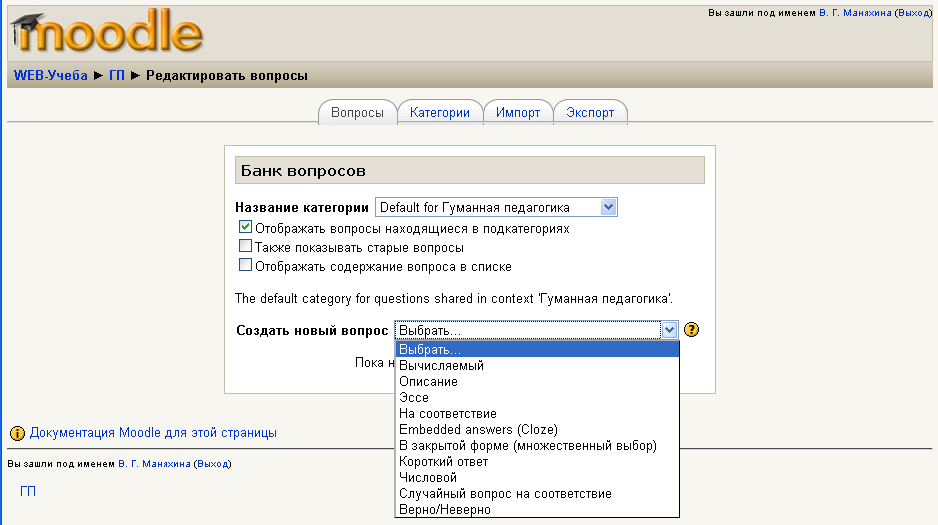 Вы зашли под именем В. Г. Маняхина (Выход)
moodle
WEB-Учеба ► ГП ► Редактировать вопросы
Вопросы Категории Импорт Экспорт
Банк вопросов
Название категории Default for Гуманная педагогика
Отображать вопросы находящиеся в подкатегориях
Также показывать старые вопросы
Отображать содержание вопроса в списке
The default category for questions shared in context 'Гуманная педагогика'.
Создать новый вопрос Выбрать... ?
Выбрать...
Пока
Вычисляемый
Описание
Эссе
На соответствие
Embedded answers (Cloze)
В закрытой форме (множественный выбор)
Короткий ответ
Числовой
Случайный вопрос на соответствие
Верно/Неверно
Документация Moodle для этой страницы
Вы зашли под именем В. Г. Маняхина (Выход)
ГП